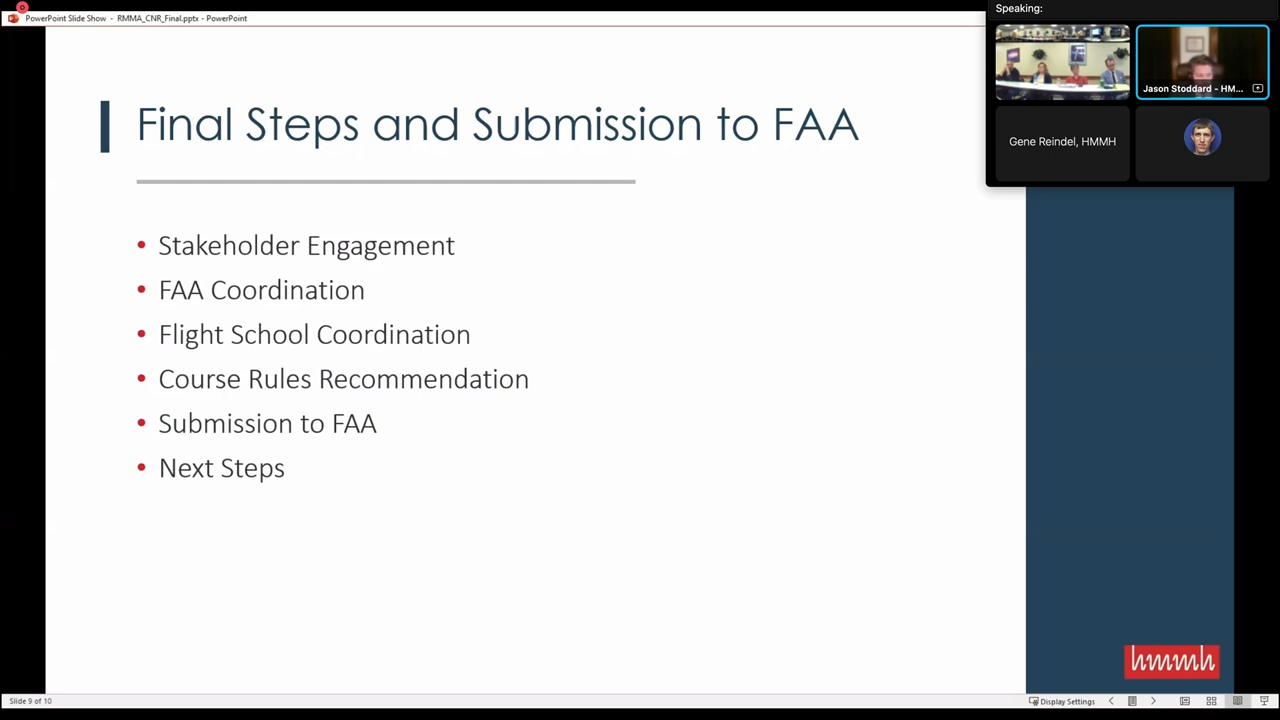 PowerPoint Slide Show - RMMA_CNR_Final.pptx - PowerPoint
Speaking:
Jason Stoddard - HM...
Gene Reindel, HMMH
Final Steps and Submission to FAA
• Stakeholder Engagement
• FAA Coordination
• Flight School Coordination
• Course Rules Recommendation
• Submission to FAA
• Next Steps
hmmh
Slide 9 of 10
Display Settings